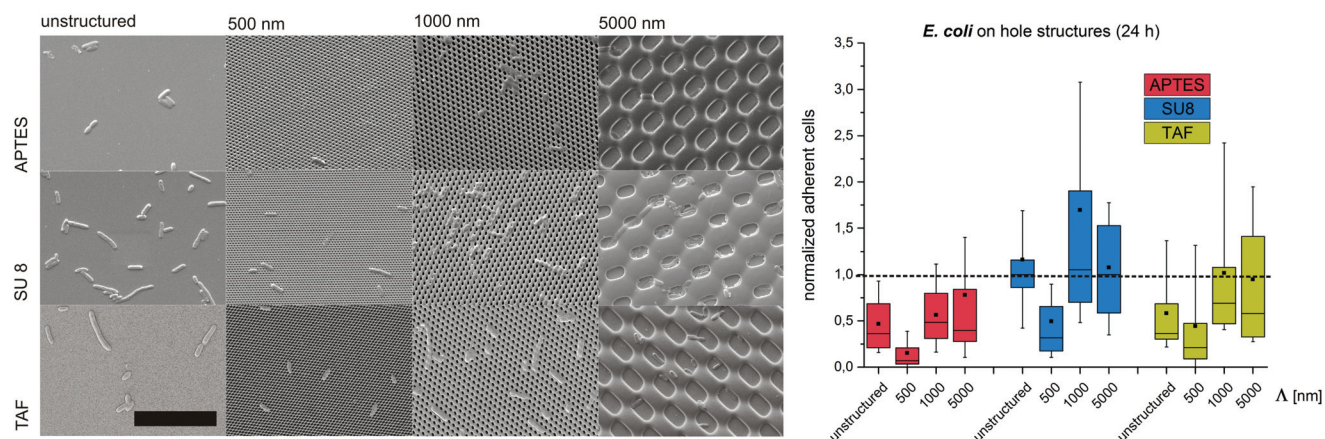 unstructured 500 nm 1000 nm 5000 nm
APTES
SU 8
TAF
E. coli on hole structures (24 h)
normalized adherent cells
3,5
3,0
2,5
2,0
1,5
1,0
0,5
0,0
APTES
SU8
TAF
unstructured 500 1000 5000 unstructured 500 1000 5000 unstructured 500 1000 5000 Λ [nm]